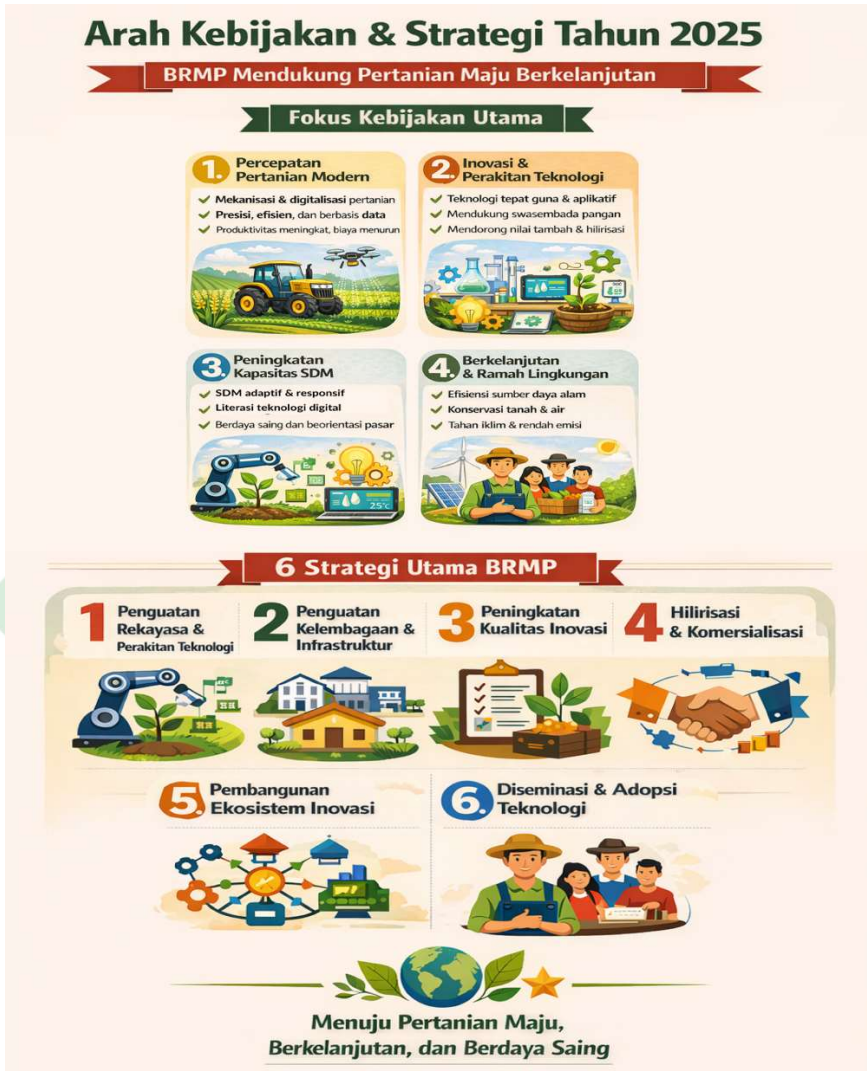 Arah Kebijakan & Strategi Tahun 2025
BRMP Mendukung Pertanian Maju Berkelanjutan
Fokus Kebijakan Utama
1. Percepatan
Pertanian Modern
Mekanisasi & digitalisasi pertanian
Presisi, efisien, dan berbasis data
Produktivitas meningkat, biaya menurun
2. Inovasi &
Perakitan Teknologi
Teknologi tepat guna & aplikatif
Mendukung swasembada pangan
Mendorong nilai tambah & hilirisasi
3. Peningkatan
Kapasitas SDM
SDM adaptif & responsif
Literasi teknologi digital
Berdaya saing dan beorientasi pasar
25°c
4. Berkelanjutan
& Ramah Lingkungan
Efisiensi sumber daya alam
Konservasi tanah & air
Tahan iklim & rendah emisi
6 Strategi Utama BRMP
1 Penguatan
Rekayasa &
Perakitan Teknologi
2 Penguatan
Kelembagaan &
Infrastruktur
3 Peningkatan
Kualitas Inovasi
4 Hilirisasi
& Komersialisasi
5. Pembangunan
Ekosistem Inovasi
6. Diseminasi & Adopsi
Teknologi
Menuju Pertanian Maju,
Berkelanjutan, dan Berdaya Saing